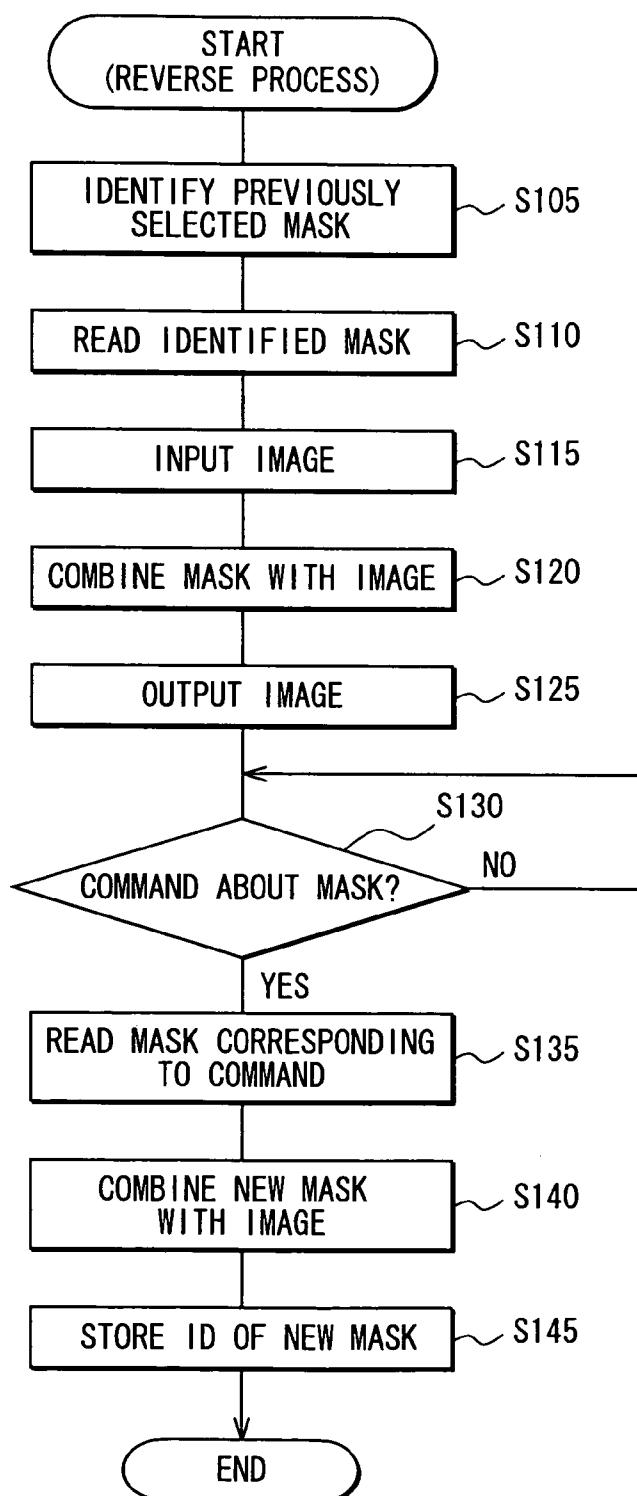 START
(REVERSE PROCESS)
IDENTIFY PREVIOUSLY
SELECTED MASK
S105
READ IDENTIFIED MASK
S110
INPUT IMAGE
S115
COMBINE MASK WITH IMAGE
S120
OUTPUT IMAGE
S125
S130
COMMAND ABOUT MASK?
NO
YES
READ MASK CORRESPONDING
TO COMMAND
S135
COMBINE NEW MASK
WITH IMAGE
S140
STORE ID OF NEW MASK
S145
END